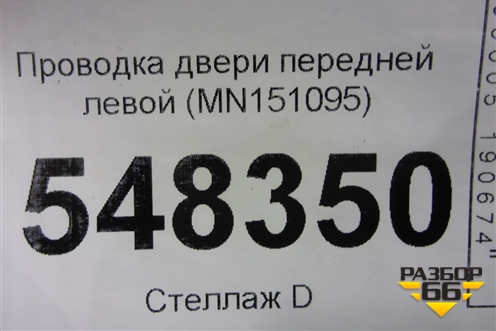 Проводка двери передней
левой (MN151095)
548350
Стеллаж D
РАЗБОР
66